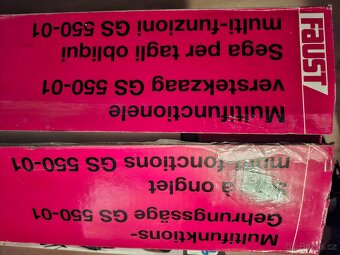 Multifunktions-
Gehrungssäge GS 550-01
à onglet
multi-fonctions GS 550-01
Multifunctionele
verstekzaag GS 550-01
Sega per tagli obliqui
multi-funzioni GS 550-01
FAUST